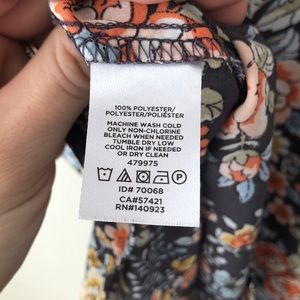 100% POLYESTER/
POLYESTER/POLIÉSTER
MACHINE WASH COLD
ONLY NON-CHLORINE
BLEACH WHEN NEEDED
TUMBLE DRY LOW
COOL IRON IF NEEDED
OR DRY CLEAN
479975
P
ID# 70068
CA#57421
RN#140923